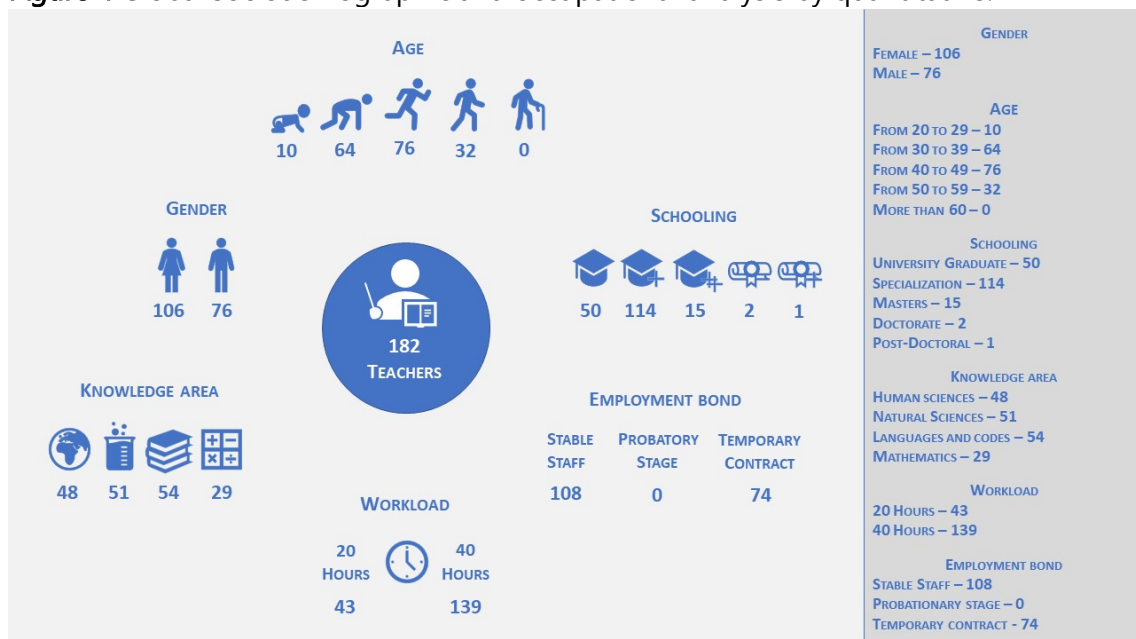 AGE
10 64 76 32 0
GENDER
106 76
SCHOOLING
50 114 15 2 1
182
TEACHERS
KNOWLEDGE AREA
48 51 54 29
EMPLOYMENT BOND
STABLE STAFF
PROBATORY STAGE
TEMPORARY CONTRACT
108 0 74
WORKLOAD
20 HOURS
40 HOURS
43 139
GENDER
FEMALE – 106
MALE – 76
AGE
FROM 20 TO 29 – 10
FROM 30 TO 39 – 64
FROM 40 TO 49 – 76
FROM 50 TO 59 – 32
MORE THAN 60 – 0
SCHOOLING
UNIVERSITY GRADUATE – 50
SPECIALIZATION – 114
MASTERS – 15
DOCTORATE – 2
POST-DOCTORAL – 1
KNOWLEDGE AREA
HUMAN SCIENCES – 48
NATURAL SCIENCES – 51
LANGUAGES AND CODES – 54
MATHEMATICS – 29
WORKLOAD
20 HOURS – 43
40 HOURS – 139
EMPLOYMENT BOND
STABLE STAFF – 108
PROBATIONARY STAGE – 0
TEMPORARY CONTRACT - 74